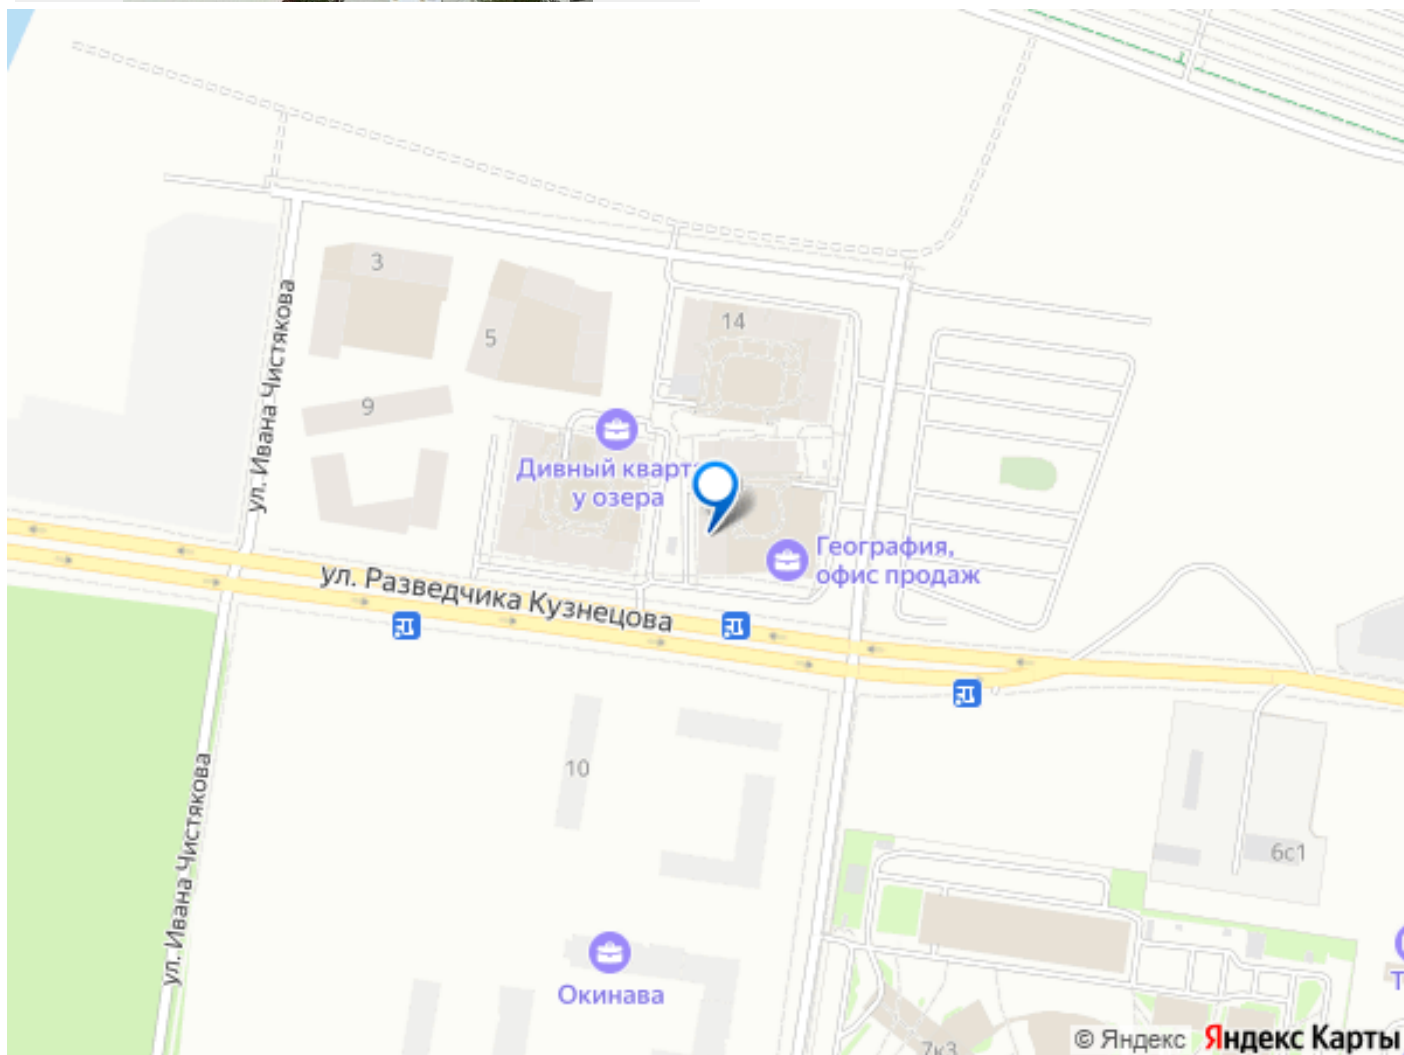 3
14
5
ул. Ивана Чистякова
9
Дивный кварта
у озера
География,
офис продаж
ул. Разведчика Кузнецова
10
ул. Ивана Чистякова
6с1
Окинава
7к3
© Яндекс
Яндекс Карты